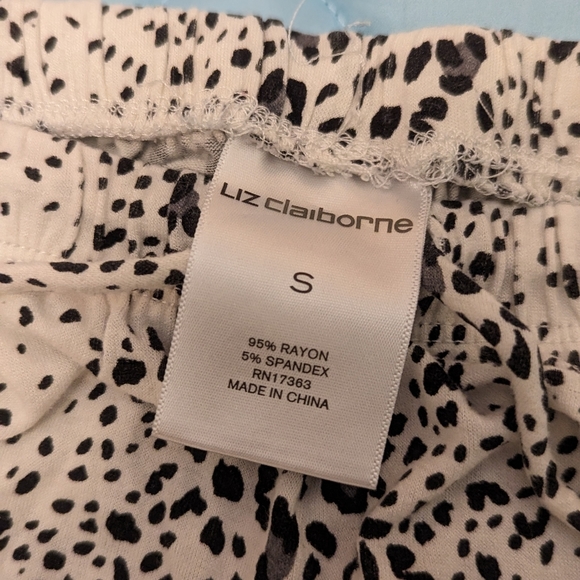 Liz claiborne
S
95% RAYON
5% SPANDEX
RN17363
MADE IN CHINA